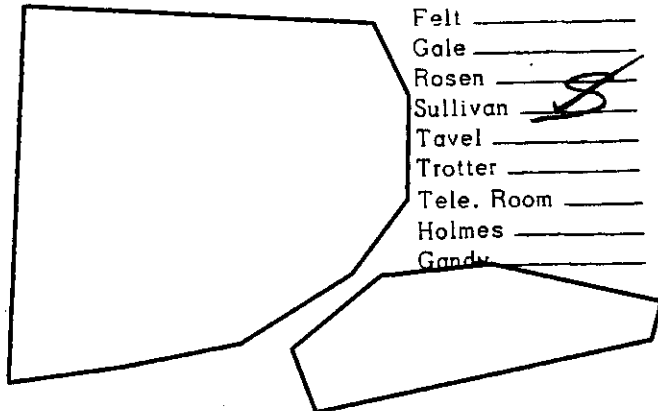 Felt
Gale
Rosen
Sullivan
Tavel
Trotter
Tele. Room
Holmes
Gandy